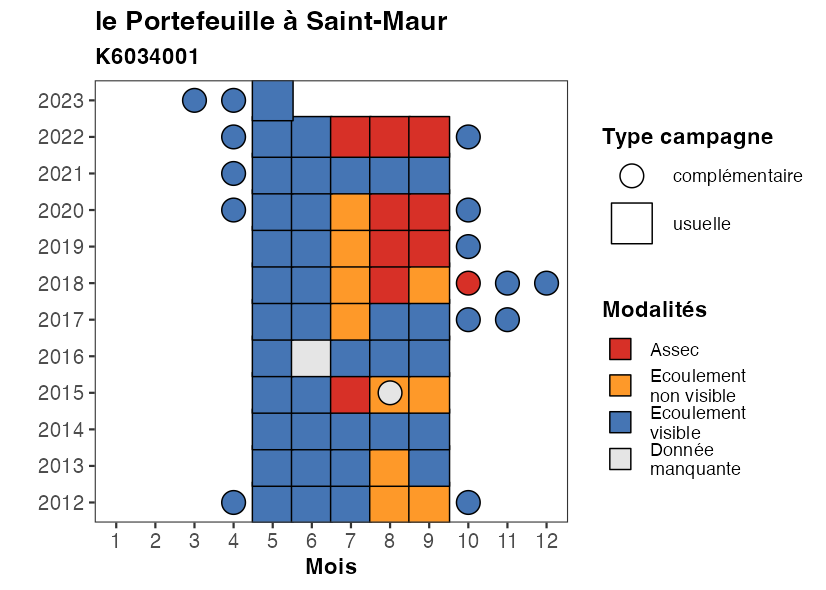 le Portefeuille à Saint-Maur
K6034001
2023
2022
2021
2020
2019
2018
2017
2016
2015
2014
2013
2012
1 2 3 4 5 6 7 8 9 10 11 12
Mois
Type campagne
complémentaire
usuelle
Modalités
Assec
Ecoulement
non visible
Ecoulement
visible
Donnée
manquante